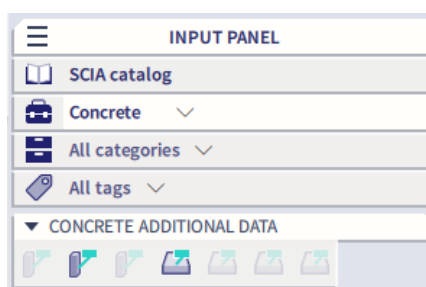 INPUT PANEL
SCIA catalog
Concrete
All categories
All tags
CONCRETE ADDITIONAL DATA